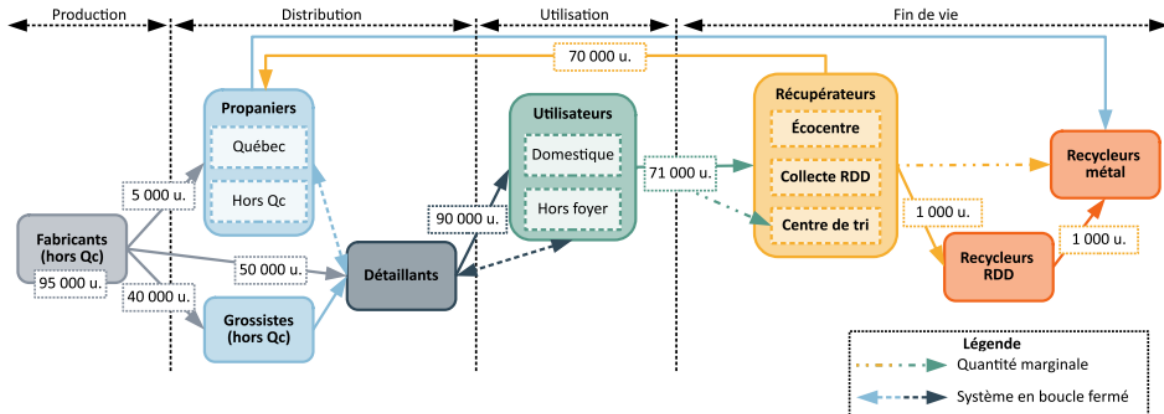 Production
Distribution
Utilisation
Fin de vie
70 000 u.
Propaniers
Québec
Hors Qc
5 000 u.
Fabricants
(hors Qc)
95 000 u.
50 000 u.
40 000 u.
Grossistes
(hors Qc)
Détaillants
90 000 u.
Utilisateurs
Domestique
Hors foyer
71 000 u.
Récupérateurs
Écocentre
Collecte RDD
Centre de tri
1 000 u.
Recycleurs
RDD
1 000 u.
Recycleurs
métal
Légende
Quantité marginale
Système en boucle fermé